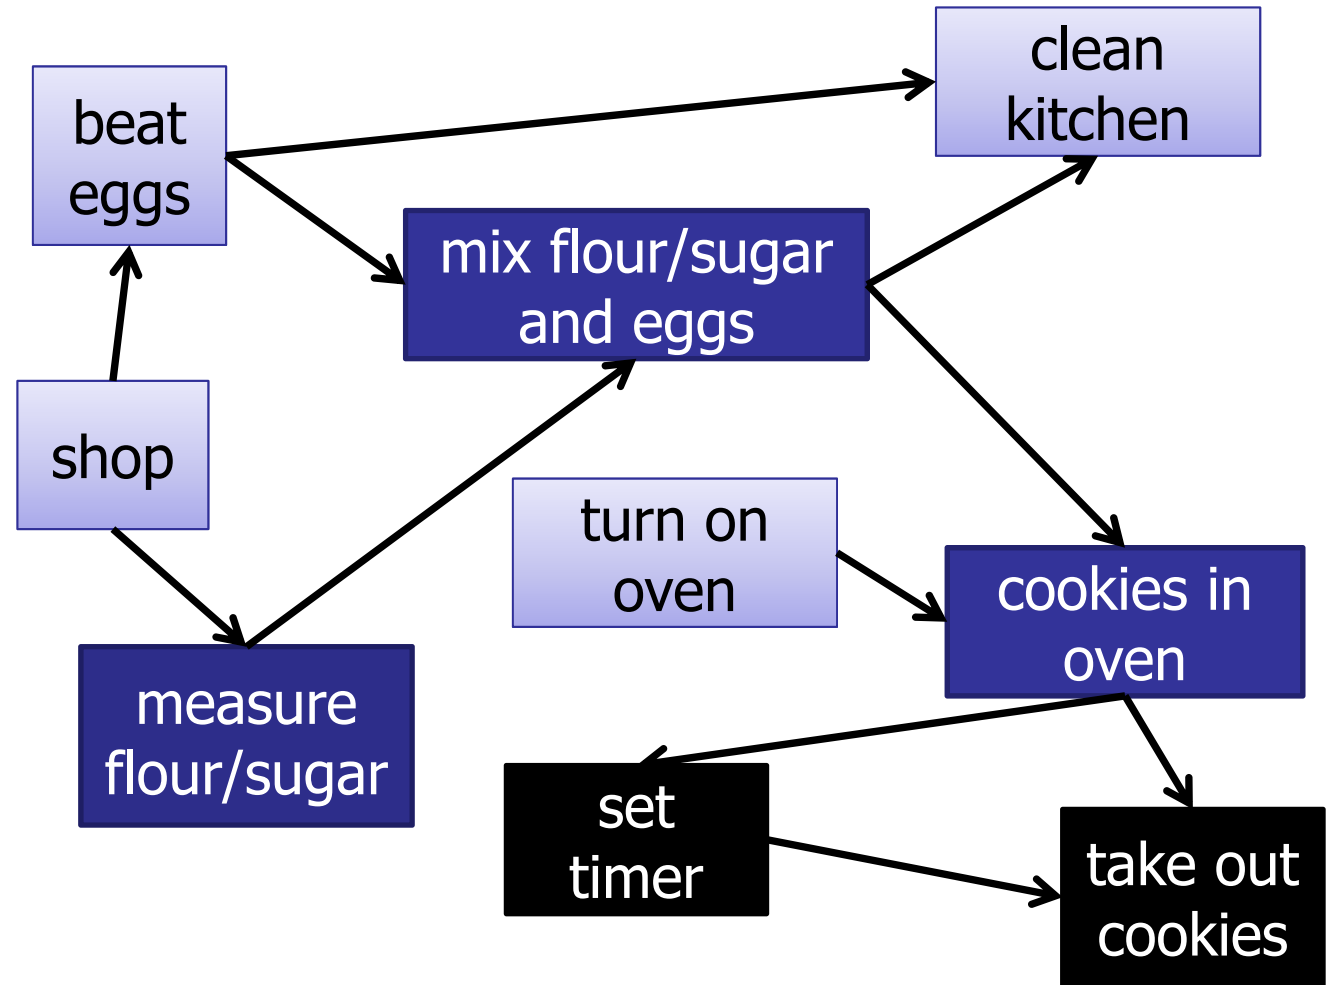 clean
kitchen
beat
eggs
mix flour/sugar
and eggs
shop
turn on
oven
cookies in
oven
measure
flour/sugar
set
timer
take out
cookies